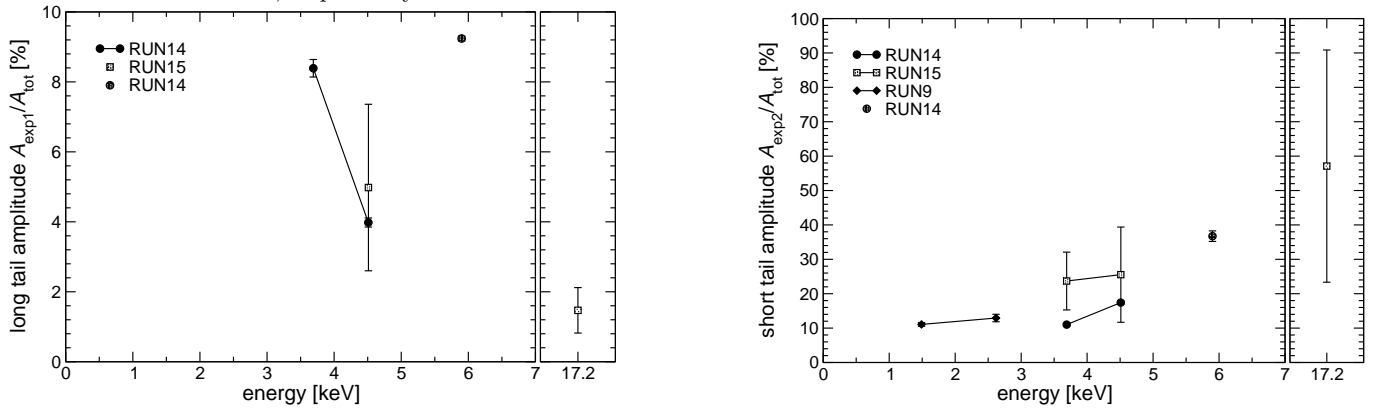 long tail amplitude A_exp1/A_tot [%]
10
8
6
4
2
0
RUN14
RUN15
RUN14
0 1 2 3 4 5 6 7 17.2
energy [keV]
short tail amplitude A_exp2/A_tot [%]
100
90
80
70
60
50
40
30
20
10
0
RUN14
RUN15
RUN9
RUN14
0 1 2 3 4 5 6 7 17.2
energy [keV]